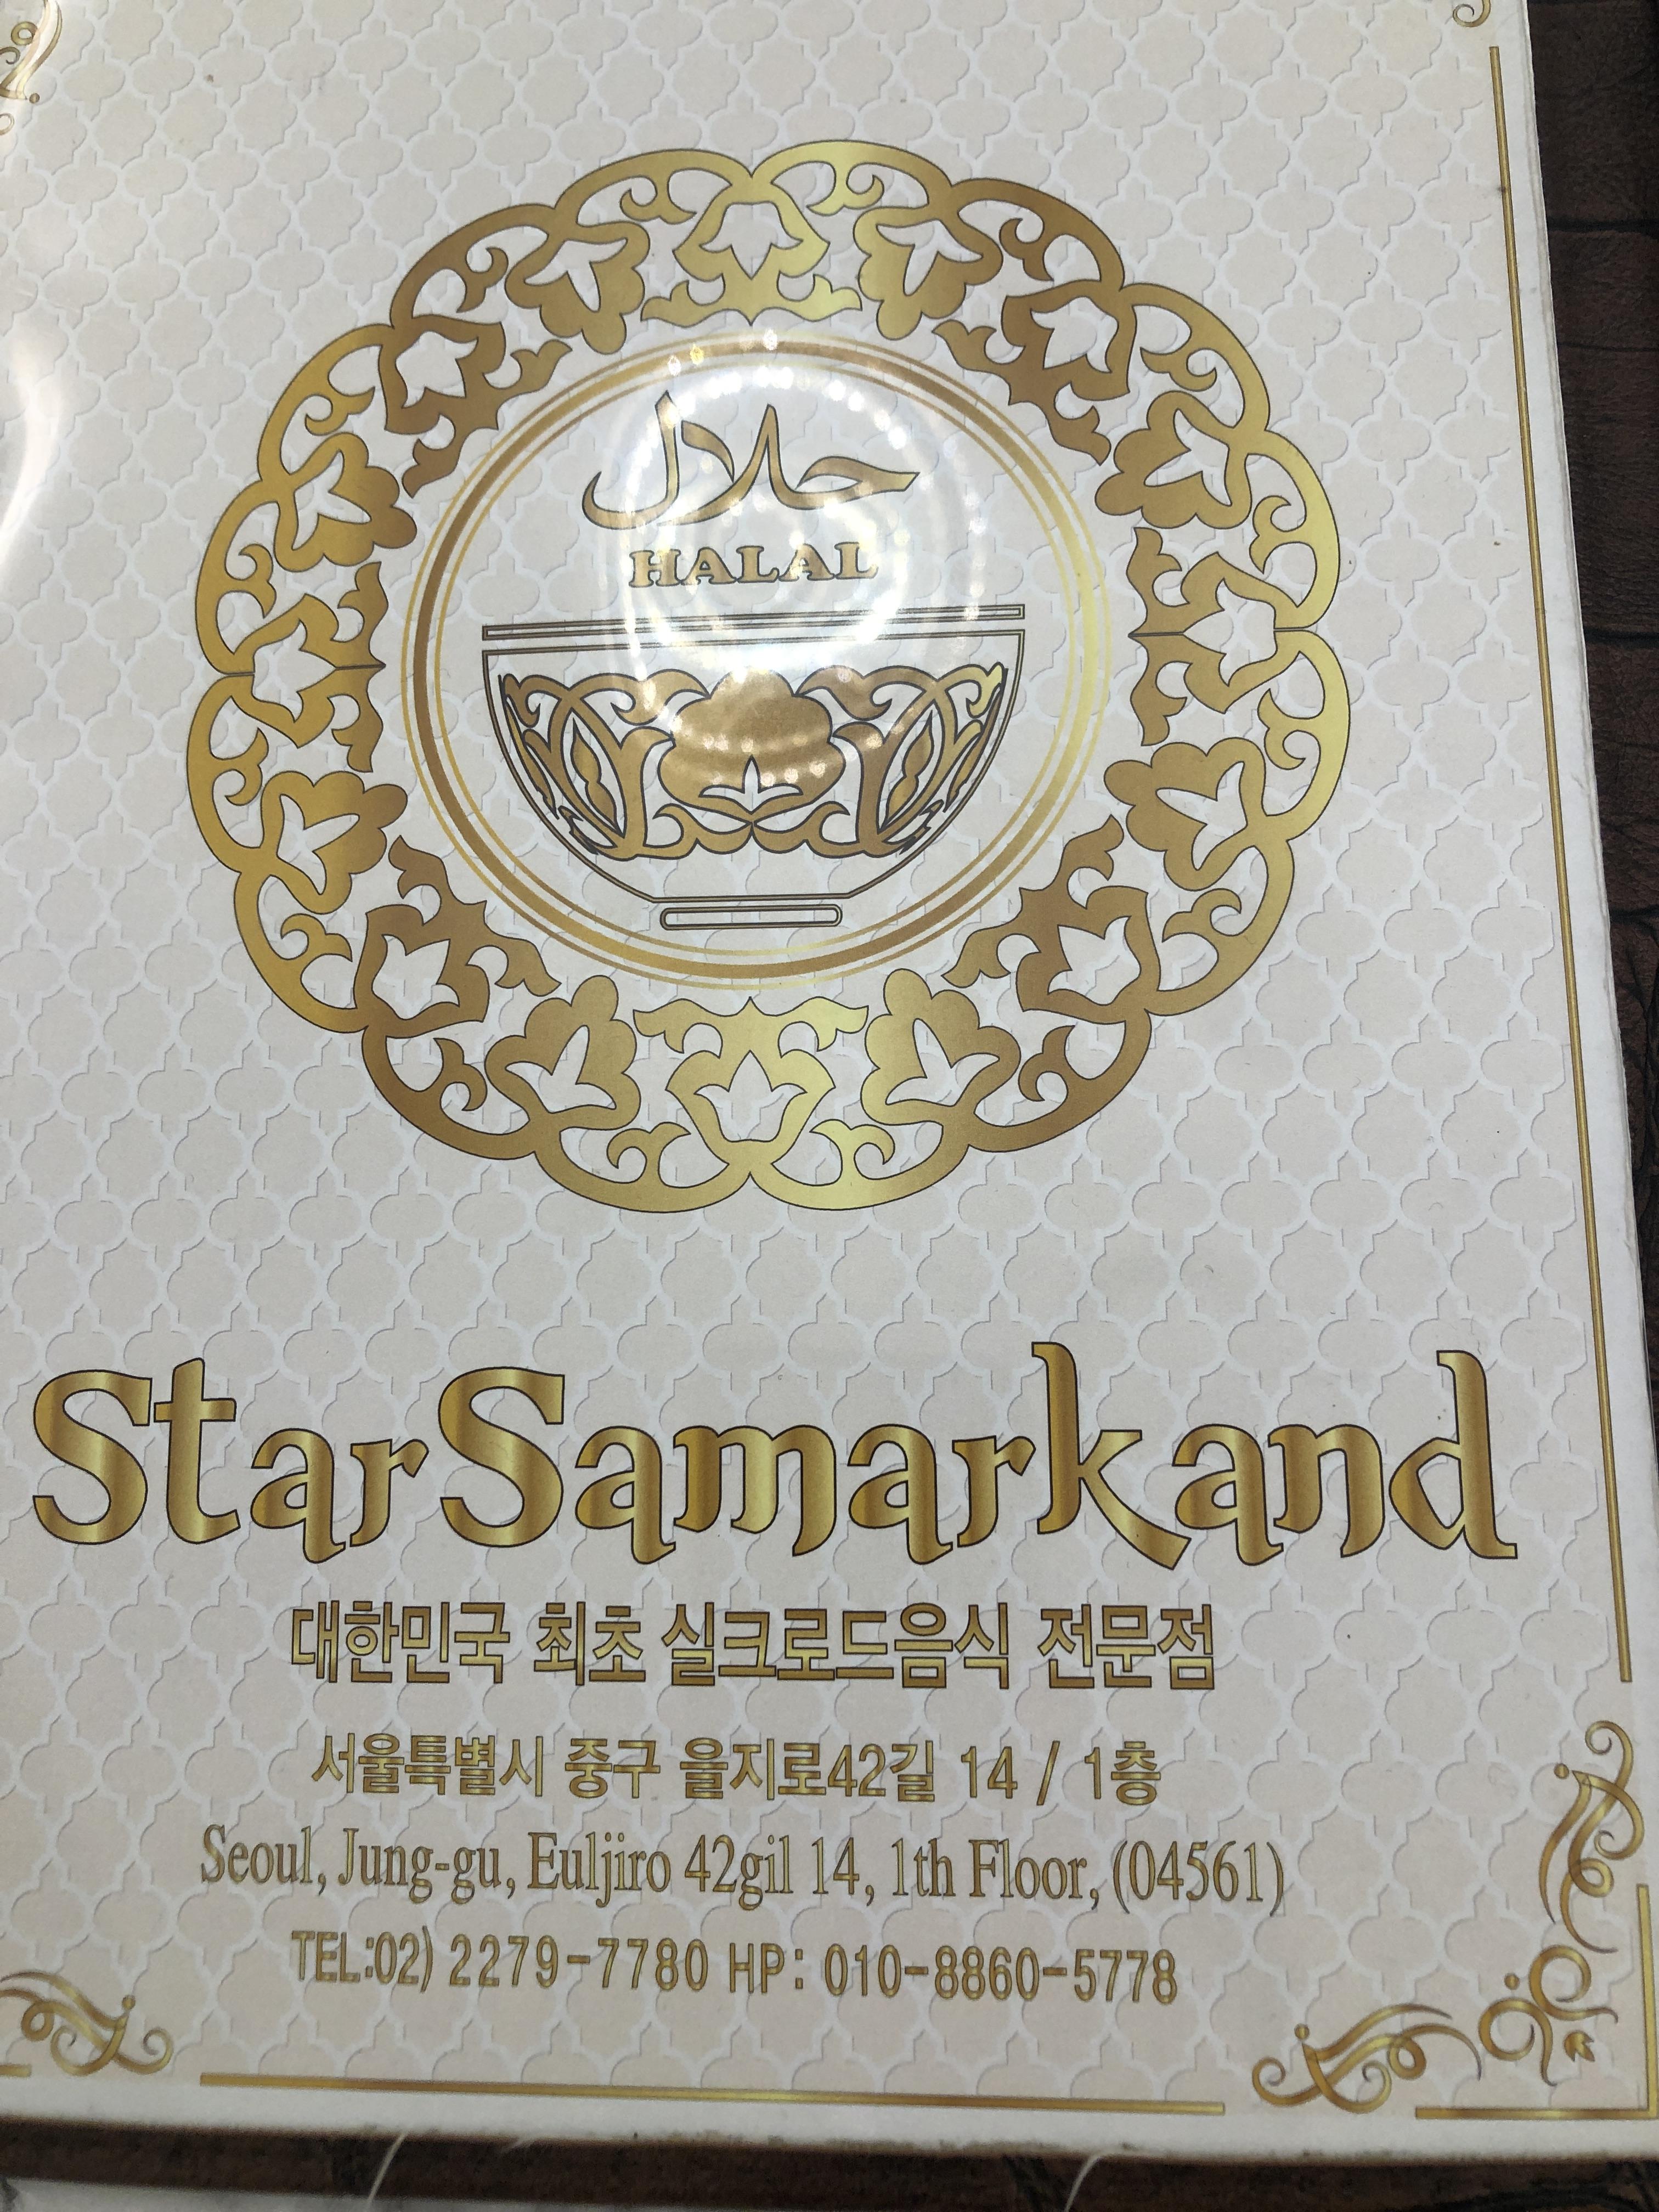 حلال
HALAL
Star Samarkand
대한민국 최초 실크로드음식 전문점
서울특별시 중구 을지로42길 14 / 1층
Seoul, Jung-gu, Euljiro 42gil 14, 1th Floor, (04561)
TEL:02) 2279-7780 HP: 010-8860-5778